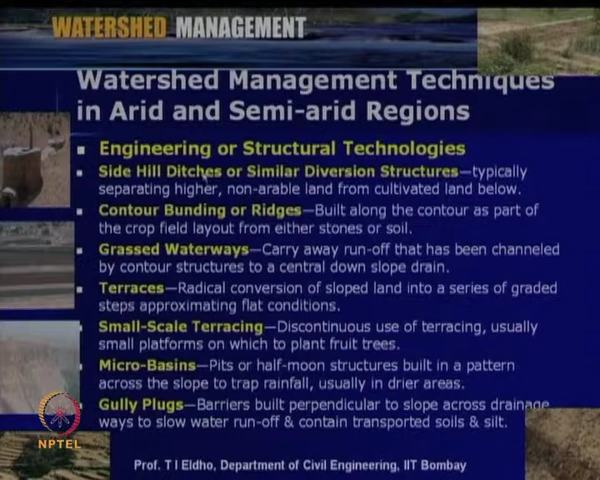 WATERSHED MANAGEMENT
Watershed Management Techniques
in Arid and Semi-arid Regions
Engineering or Structural Technologies
Side Hill Ditches or Similar Diversion Structures—typically
separating higher, non-arable land from cultivated land below.
Contour Bunding or Ridges—Built along the contour as part of
the crop field layout from either stones or soil.
Grassed Waterways—Carry away run-off that has been channeled
by contour structures to a central down slope drain.
Terraces—Radical conversion of sloped land into a series of graded
steps approximating flat conditions.
Small-Scale Terracing—Discontinuous use of terracing, usually
small platforms on which to plant fruit trees.
Micro-Basins—Pits or half-moon structures built in a pattern
across the slope to trap rainfall, usually in drier areas.
Gully Plugs—Barriers built perpendicular to slope across drainage
ways to slow water run-off & contain transported soils & silt.
NPTEL
Prof. T I Eldho, Department of Civil Engineering, IIT Bombay